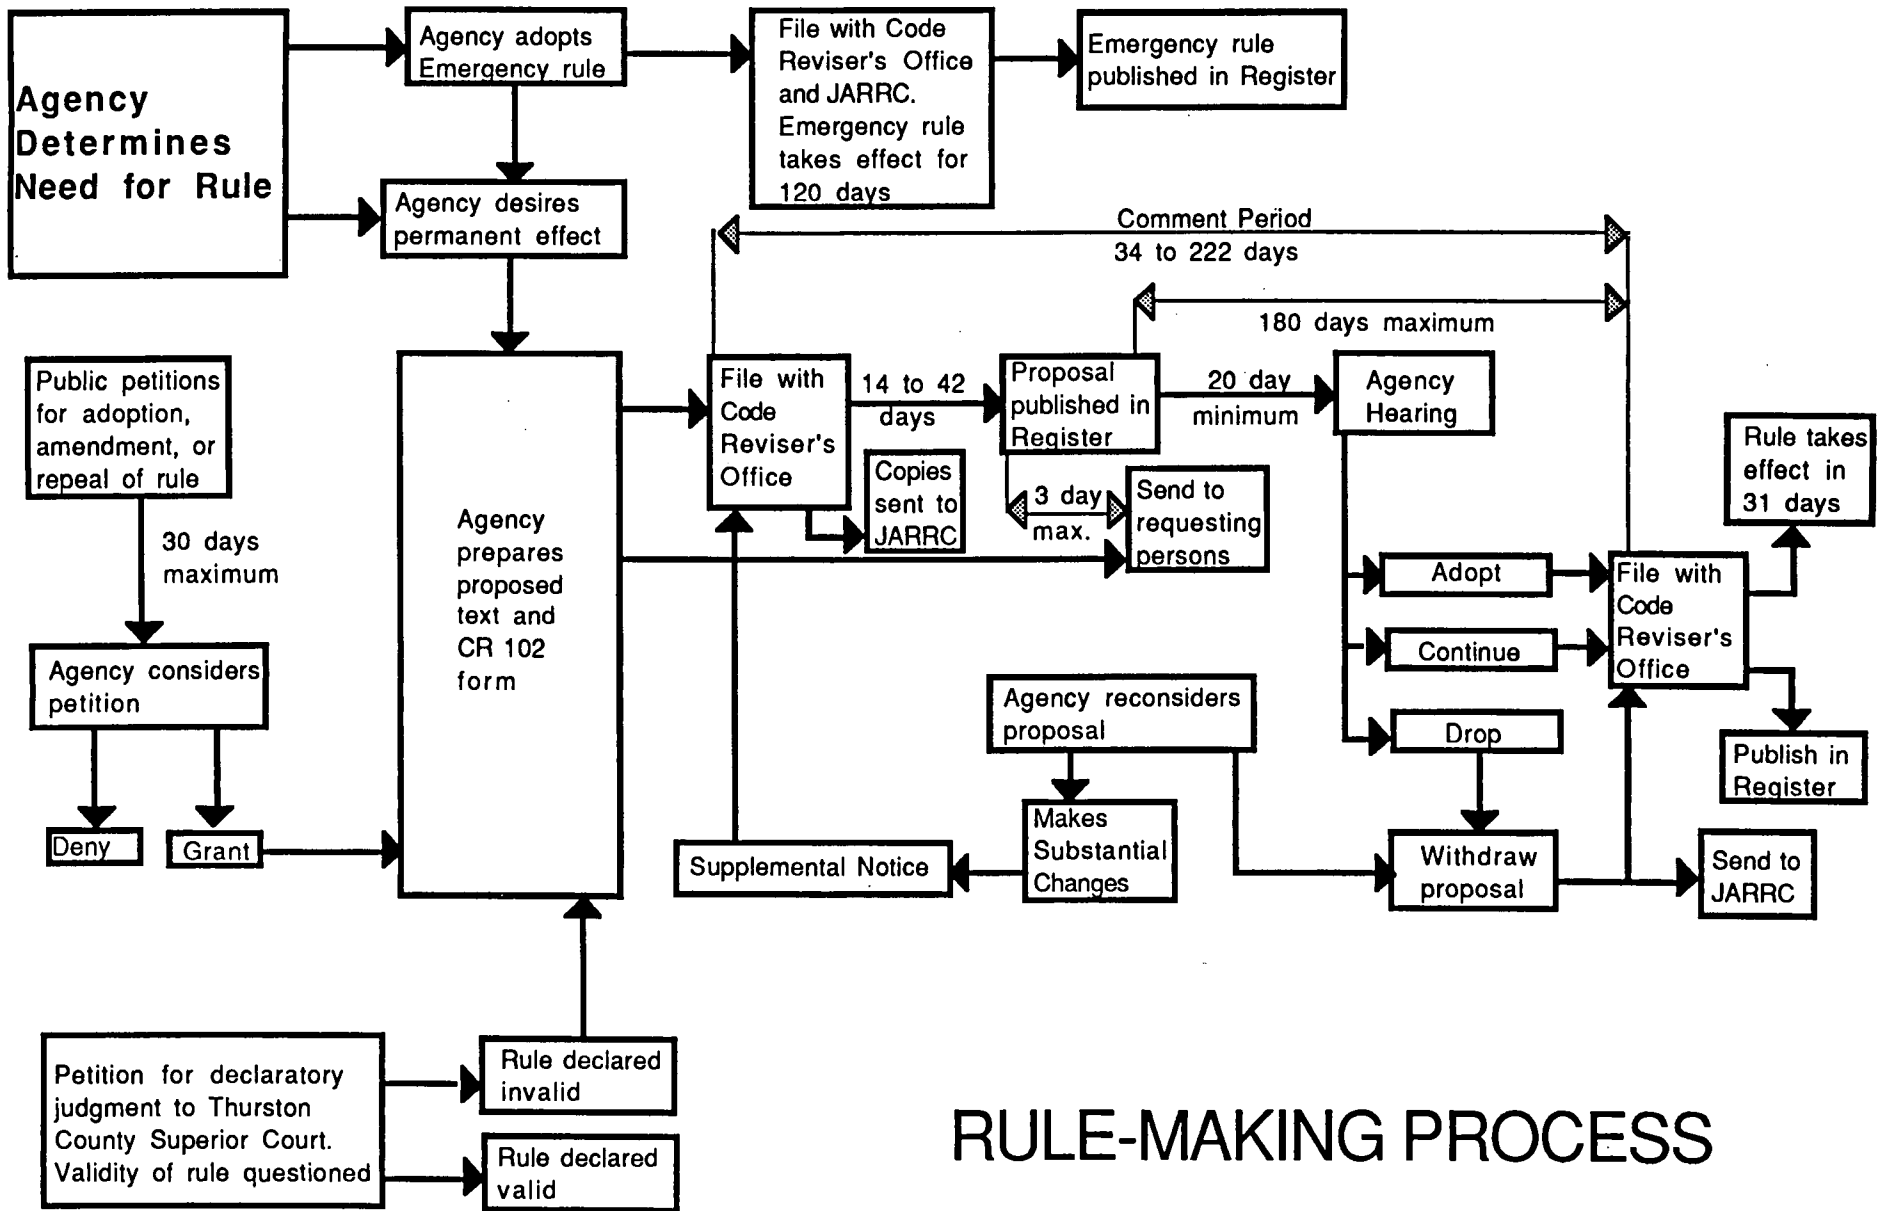 Agency
Determines
Need for Rule
Agency adopts
Emergency rule
File with Code
Reviser's Office
and JARRC.
Emergency rule
takes effect for
120 days
Emergency rule
published in Register
Agency desires
permanent effect
Comment Period
34 to 222 days
180 days maximum
Public petitions
for adoption,
amendment, or
repeal of rule
30 days
maximum
Agency considers
petition
Deny
Grant
Agency
prepares
proposed
text and
CR 102
form
File with
Code
Reviser's
Office
14 to 42
days
Copies
sent to
JARRC
Proposal
published in
Register
3 day
max.
Send to
requesting
persons
20 day
minimum
Agency
Hearing
Adopt
Continue
Drop
File with
Code
Reviser's
Office
Rule takes
effect in
31 days
Publish in
Register
Agency reconsiders
proposal
Makes
Substantial
Changes
Supplemental Notice
Withdraw
proposal
Send to
JARRC
Petition for declaratory
judgment to Thurston
County Superior Court.
Validity of rule questioned
Rule declared
invalid
Rule declared
valid
RULE-MAKING PROCESS